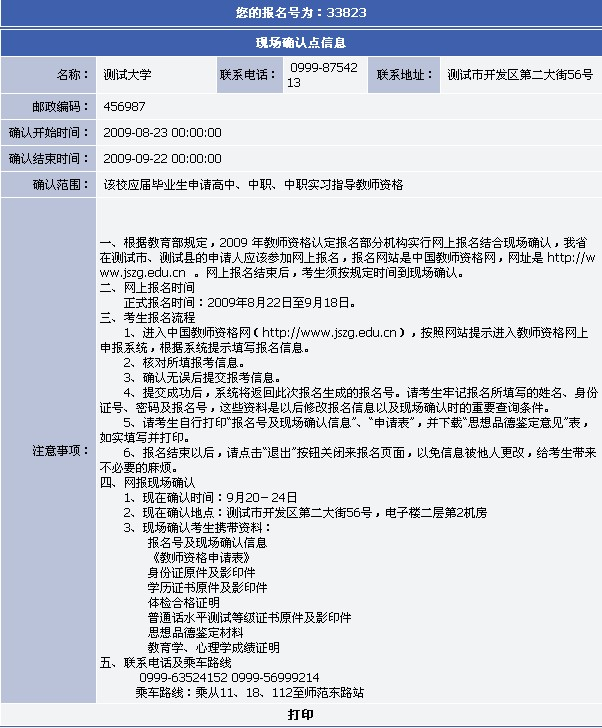 您的报名号为：33823
现场确认点信息
名称： 测试大学 联系电话： 0999-87542 联系地址： 测试市开发区第二大街56号
13
邮政编码： 456987
确认开始时间： 2009-08-23 00:00:00
确认结束时间： 2009-09-22 00:00:00
确认范围： 该校应届毕业生申请高中、中职、中职实习指导教师资格
注意事项：
一、根据教育部规定，2009 年教师资格认定报名部分机构实行网上报名结合现场确认，我省
在测试市、测试县的申请人应该参加网上报名，报名网站是中国教师资格网，网址是 http://w
ww.jszg.edu.cn 。网上报名结束后，考生须按规定时间到现场确认。
二、网上报名时间
正式报名时间：2009年8月22日至9月18日。
三、考生报名流程
1、进入中国教师资格网（http://www.jszg.edu.cn），按照网站提示进入教师资格网上
申报系统，根据系统提示填写报名信息。
2、核对所填报考信息。
3、确认无误后提交报考信息。
4、提交成功后，系统将返回此次报名生成的报名号。请考生牢记报名所填写的姓名、身份
证号、密码及报名号，这些资料是以后修改报名信息以及现场确认时的重要查询条件。
5、请考生自行打印“报名号及现场确认信息”、“申请表”，并下载“思想品德鉴定意见”表，
如实填写并打印。
6、报名结束以后，请点击“退出”按钮关闭来报名页面，以免信息被他人更改，给考生带来
不必要的麻烦。
四、网报现场确认
1、现在确认时间：9月20－24日
2、现在确认地点：测试市开发区第二大街56号，电子楼二层第2机房
3、现场确认考生携带资料：
报名号及现场确认信息
《教师资格申请表》
身份证原件及影印件
学历证书原件及影印件
体检合格证明
普通话水平测试等级证书原件及影印件
思想品德鉴定材料
教育学、心理学成绩证明
五、联系电话及乘车路线
0999-63524152 0999-56999214
乘车路线：乘从11、18、112至师范东路站
打印